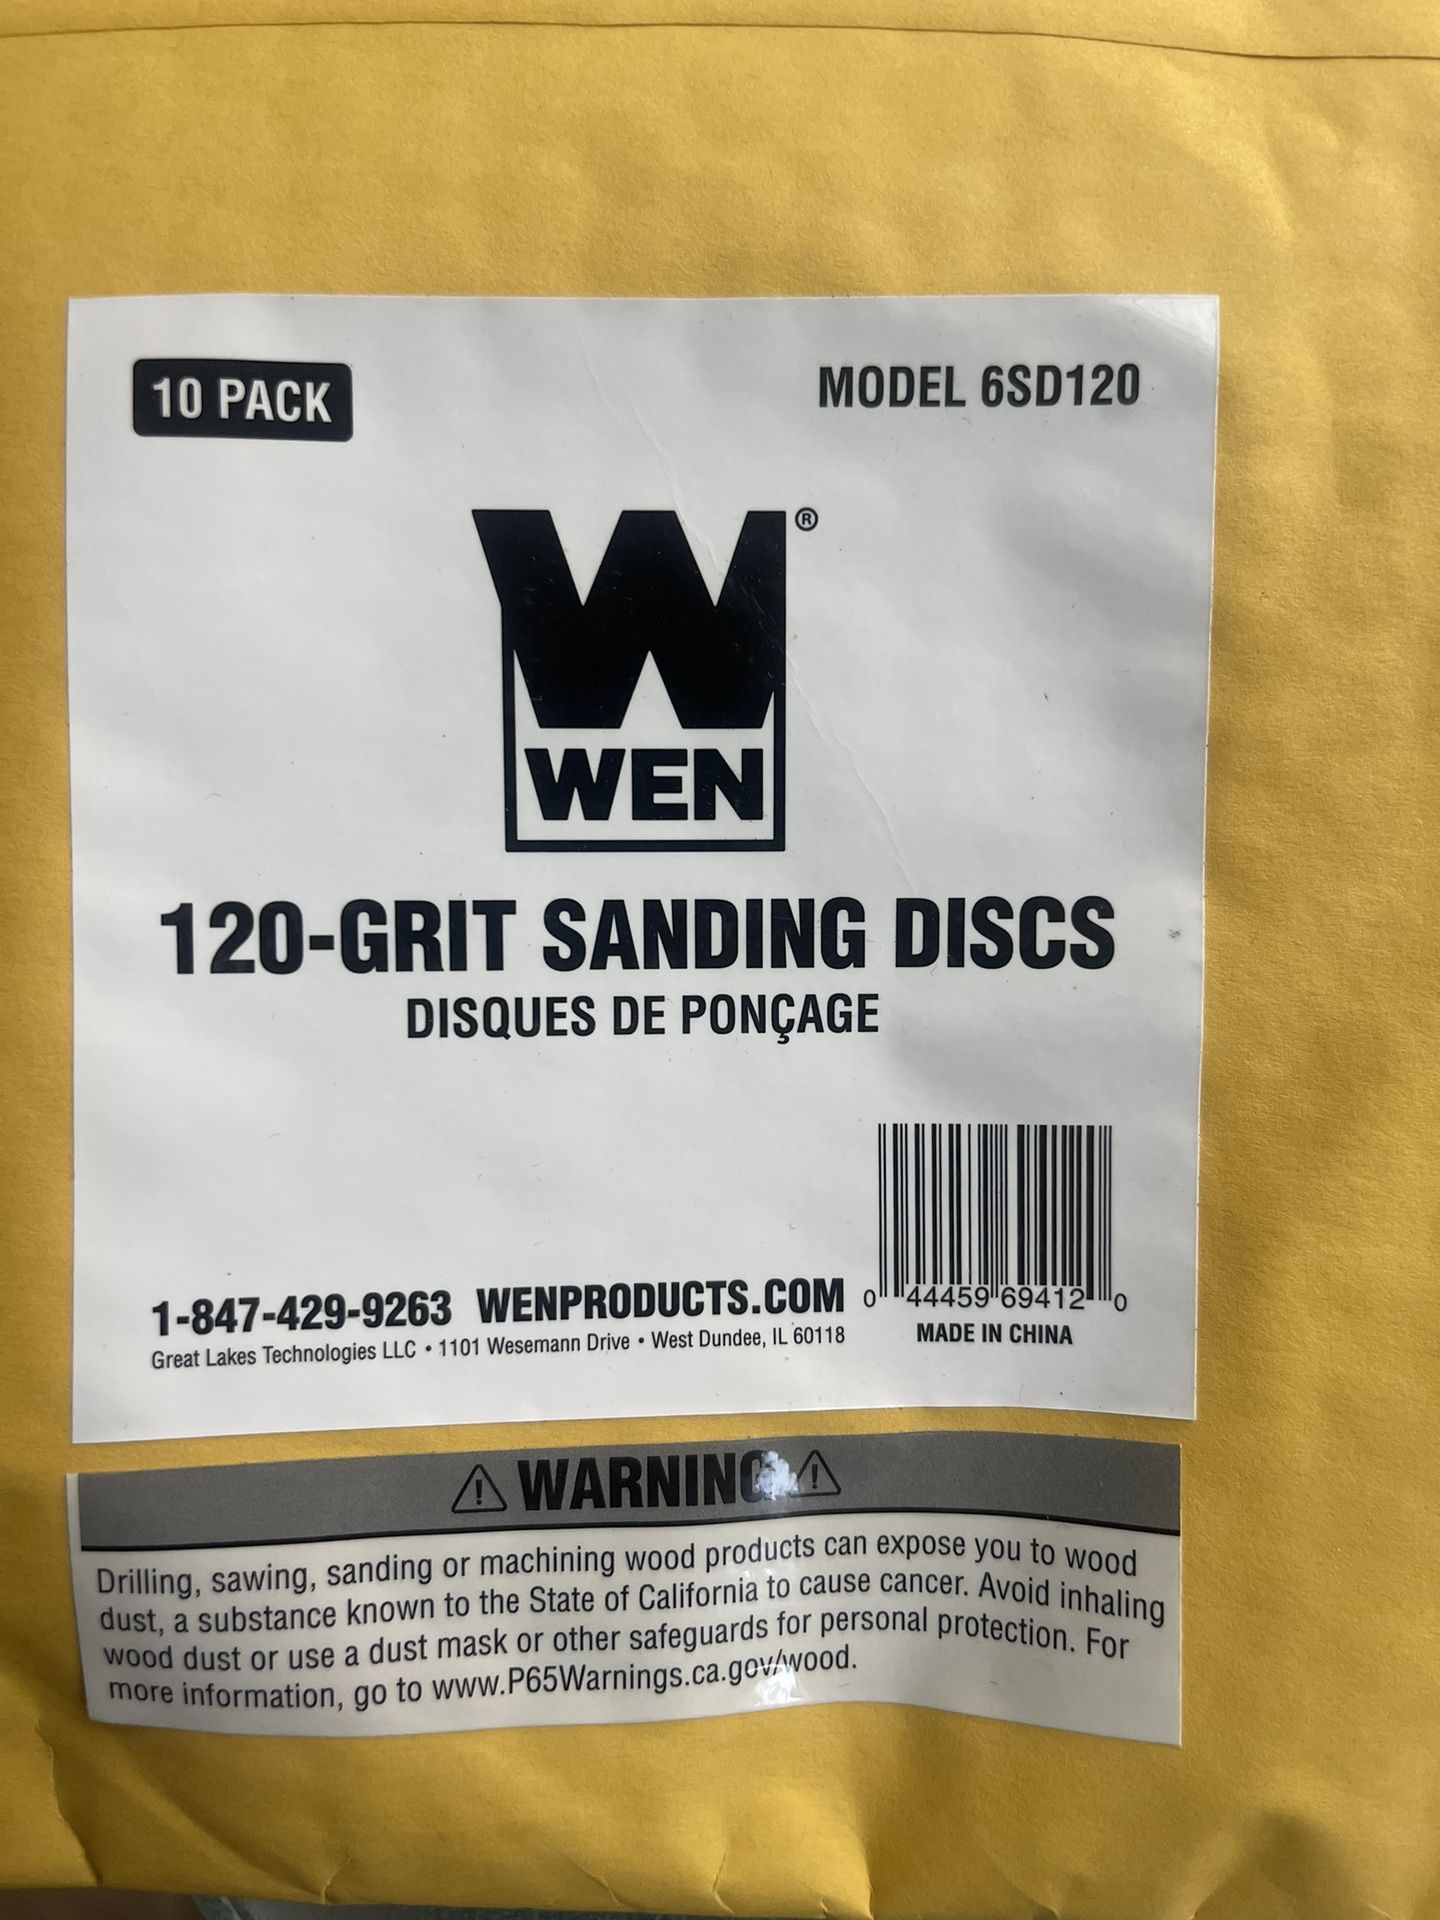 10 PACK
MODEL 6SD120
W®
WEN
120-GRIT SANDING DISCS
DISQUES DE PONÇAGE
1-847-429-9263 WENPRODUCTS.COM
Great Lakes Technologies LLC • 1101 Wesemann Drive • West Dundee, IL 60118
0 44459 69412 0
MADE IN CHINA
⚠ WARNING ⚠
Drilling, sawing, sanding or machining wood products can expose you to wood
dust, a substance known to the State of California to cause cancer. Avoid inhaling
wood dust or use a dust mask or other safeguards for personal protection. For
more information, go to www.P65Warnings.ca.gov/wood.